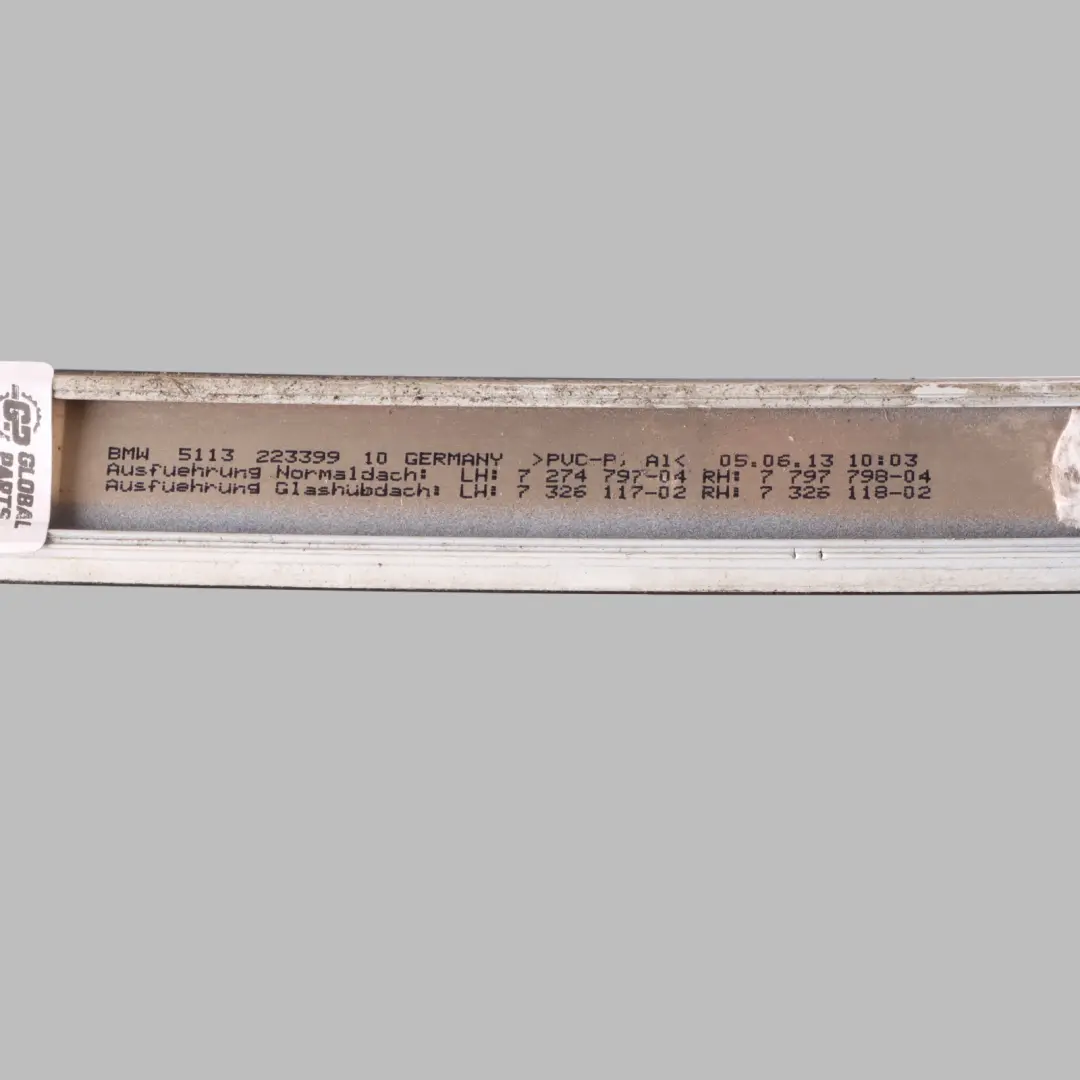 BMW 5113 223399 10 GERMANY >PVC-P, Al< 05.06.13 10:03
Ausfuehrung Normaldach: LH: 7 274 797-04 RH: 7 797 798-04
Ausfuehrung Glashübdach: LH: 7 326 117-02 RH: 7 326 118-02
GP
GLOBAL
PARTS